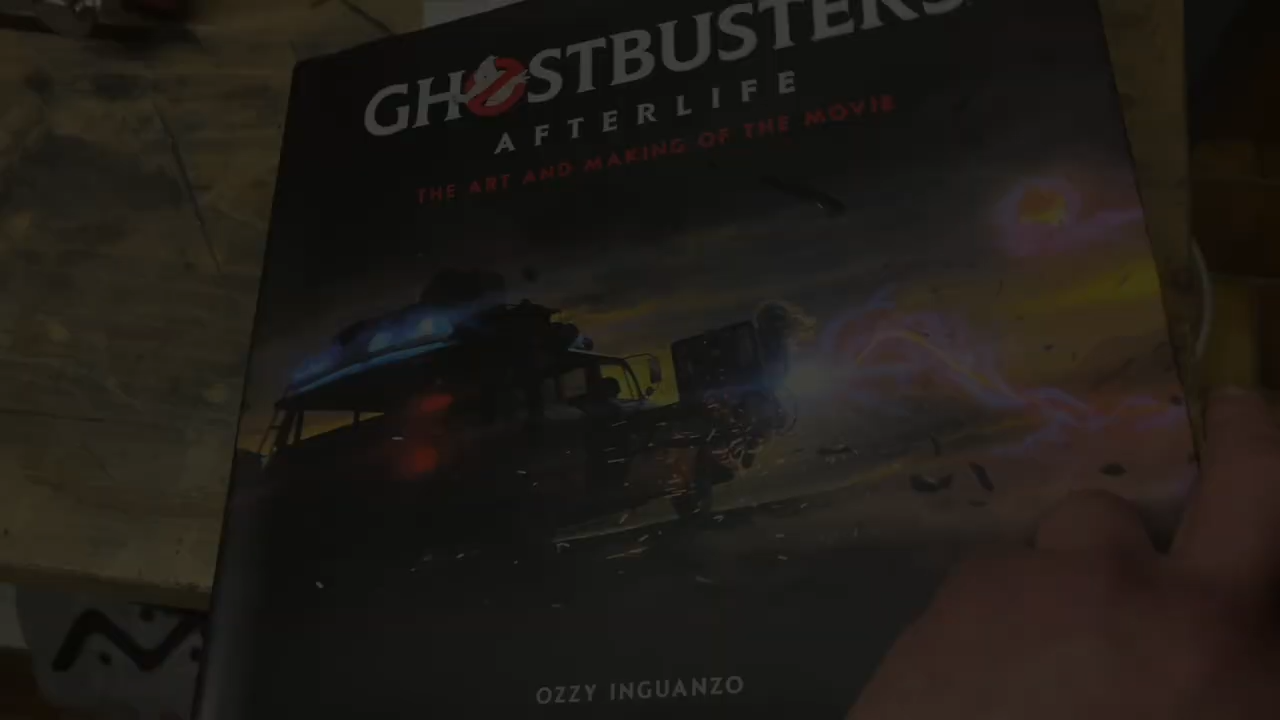 GHOSTBUSTERS
AFTERLIFE
THE ART AND MAKING OF THE MOVIE
OZZY INGUANZO